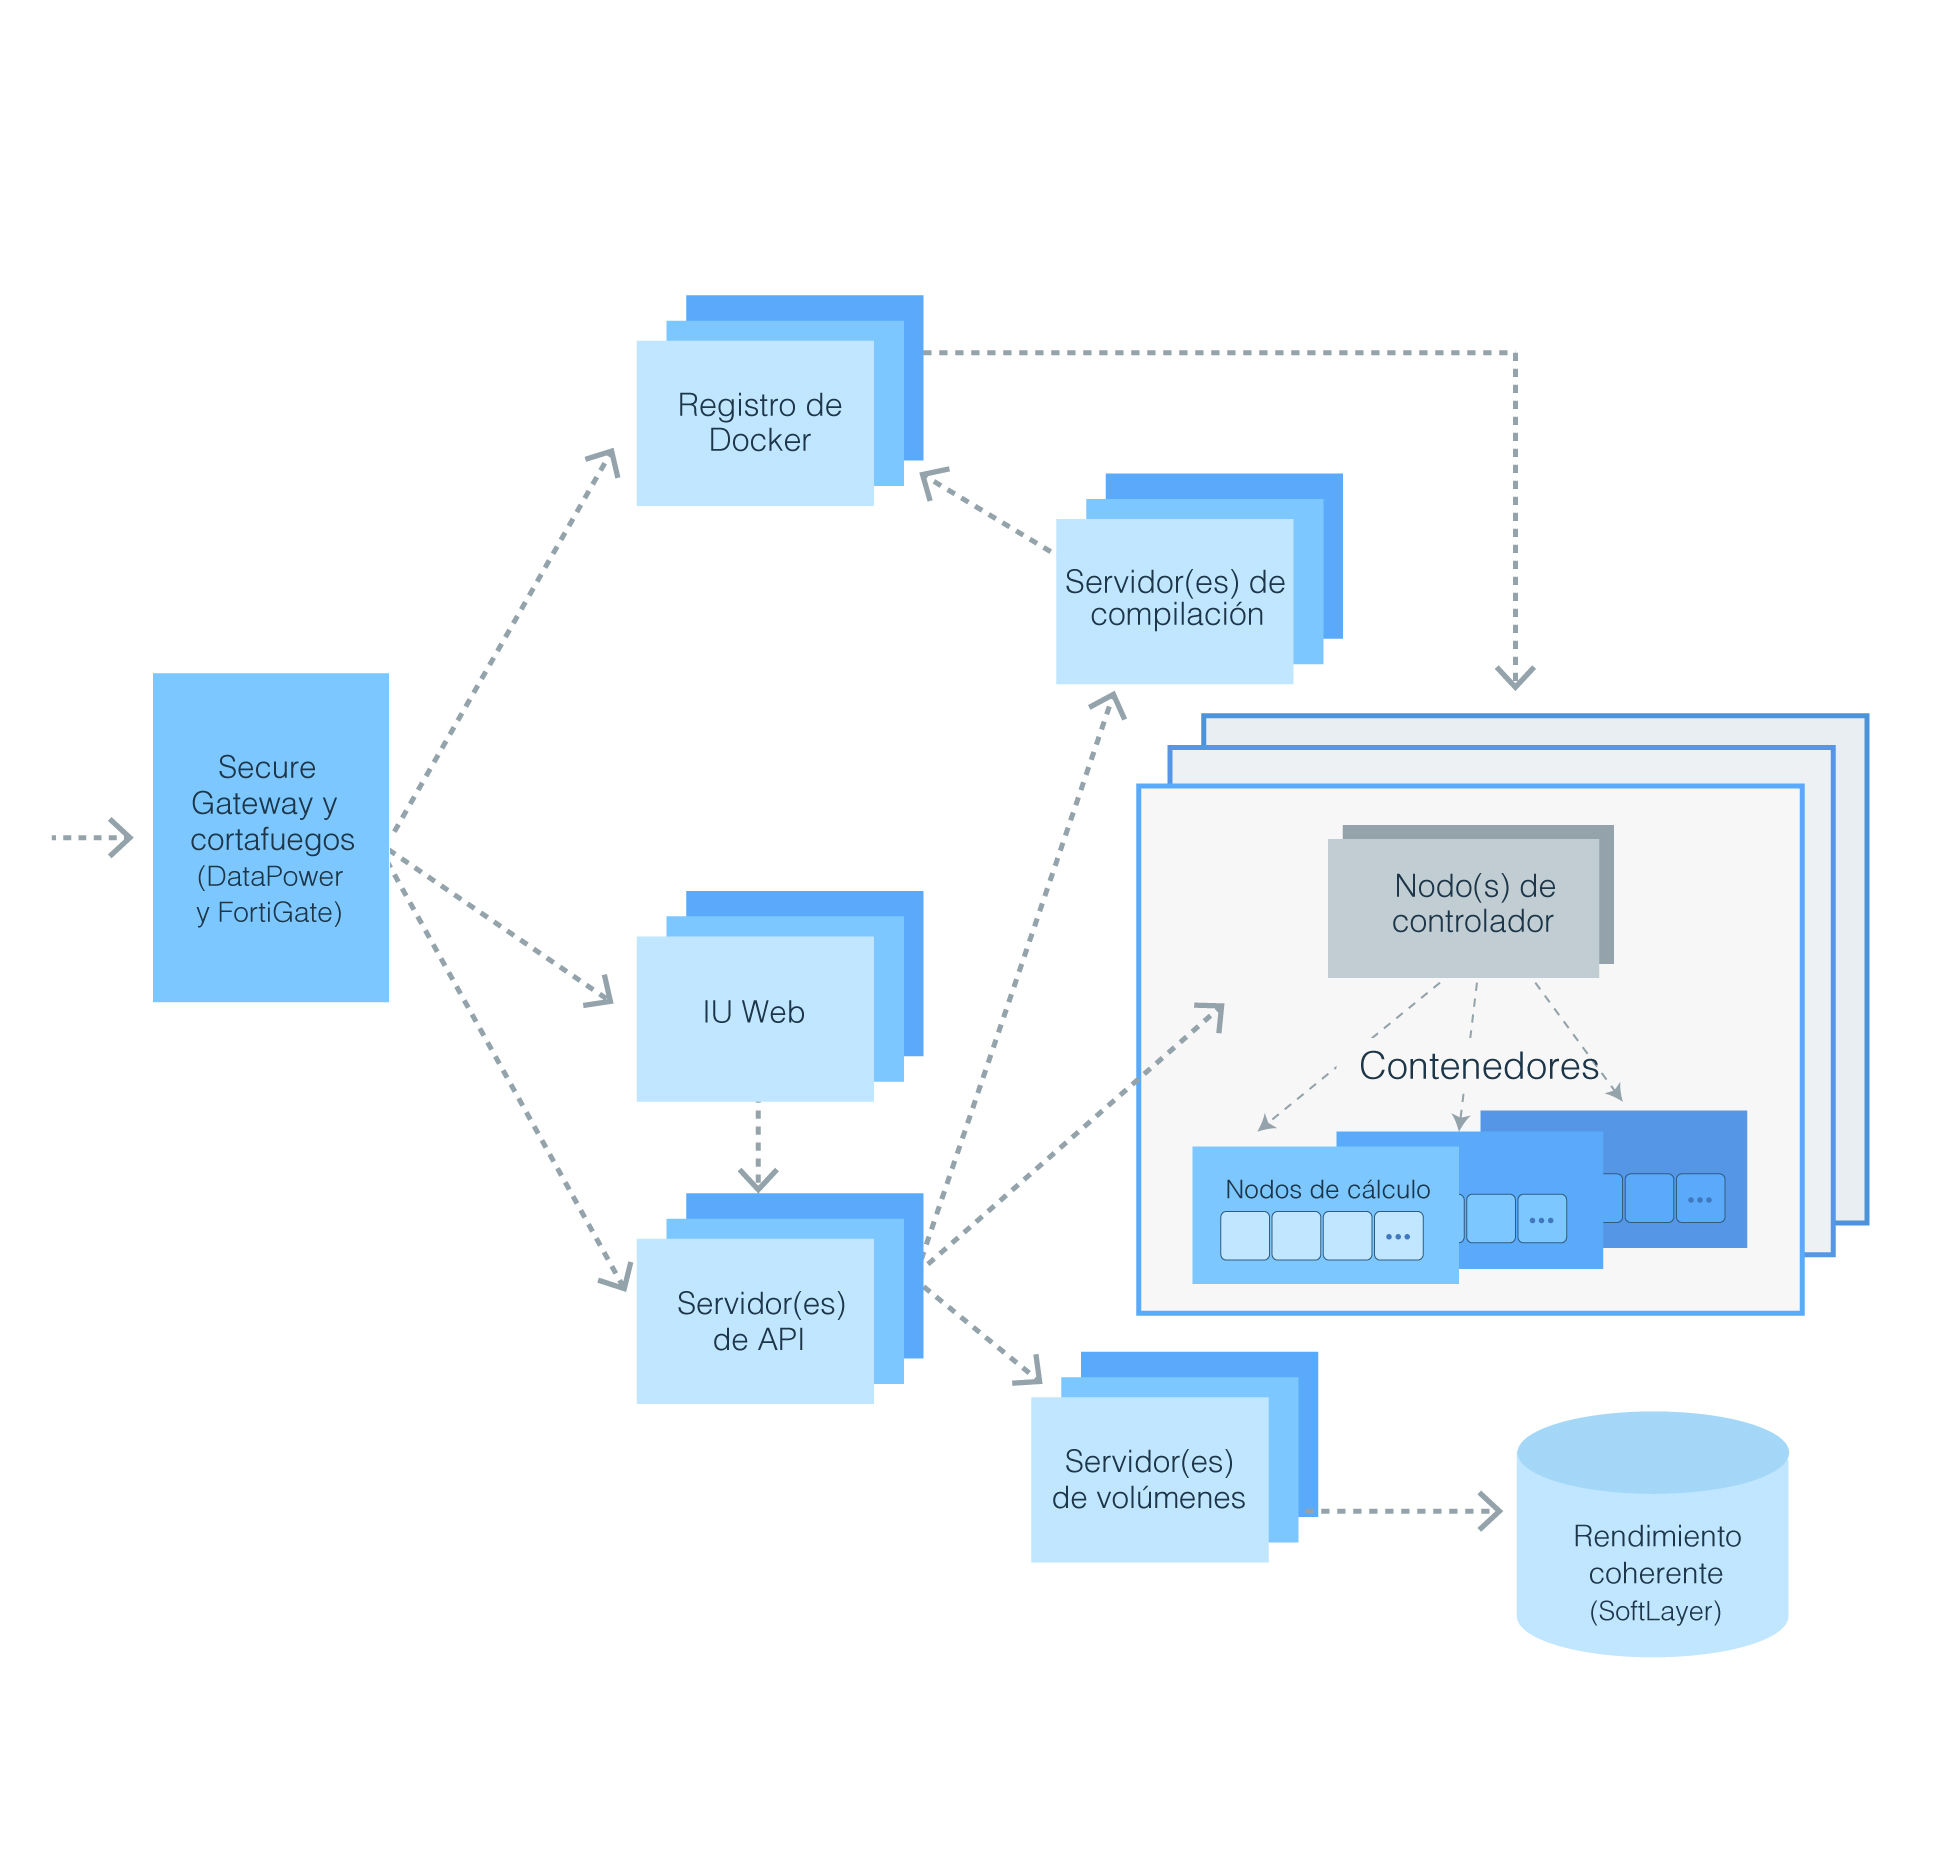 Registro de
Docker
Servidor(es) de
compilación
Secure
Gateway y
cortafuegos
(DataPower
y FortiGate)
Nodo(s) de
controlador
IU Web
Contenedores
Nodos de cálculo
Servidor(es)
de API
Servidor(es)
de volúmenes
Rendimiento
coherente
(SoftLayer)